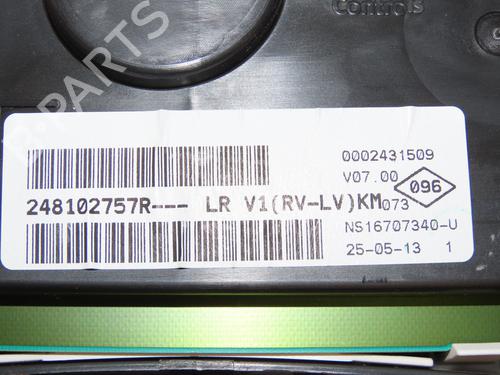 Controls
B-PARTS
0002431509
V07.00
096
248102757R--- LR V1(RV-LV)KM073
NS16707340-U
25-05-13 1